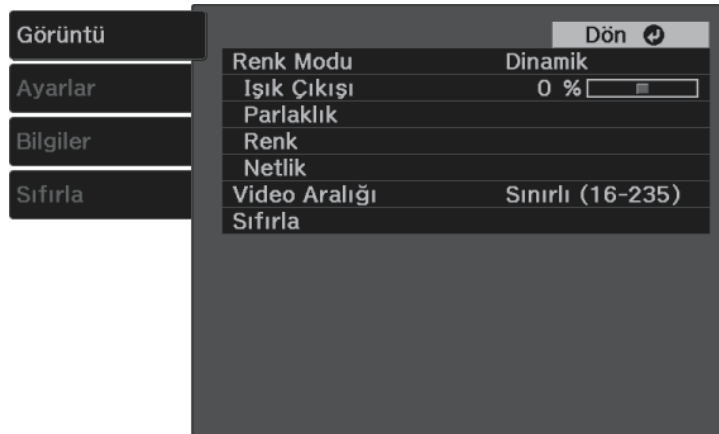 Görüntü
Ayarlar
Bilgiler
Sıfırla
Dön
Renk Modu Dinamik
Işık Çıkışı 0 %
Parlaklık
Renk
Netlik
Video Aralığı Sınırlı (16-235)
Sıfırla